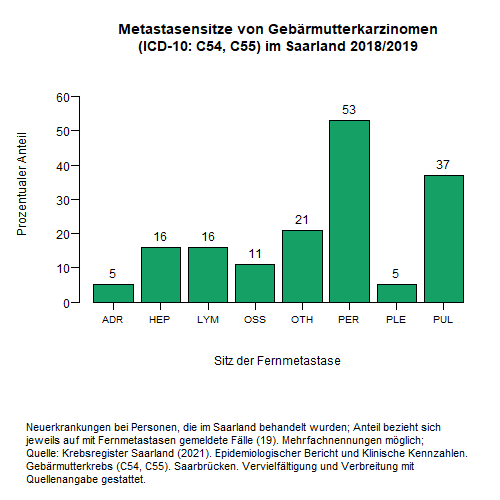 Metastasensitze von Gebärmutterkarzinomen
(ICD-10: C54, C55) im Saarland 2018/2019
Prozentualer Anteil
60
50
40
30
20
10
0
5
16
16
11
21
53
5
37
ADR HEP LYM OSS OTH PER PLE PUL
Sitz der Fernmetastase
Neuerkrankungen bei Personen, die im Saarland behandelt wurden; Anteil bezieht sich
jeweils auf mit Fernmetastasen gemeldete Fälle (19). Mehrfachnennungen möglich;
Quelle: Krebsregister Saarland (2021). Epidemiologischer Bericht und Klinische Kennzahlen.
Gebärmutterkrebs (C54, C55). Saarbrücken. Vervielfältigung und Verbreitung mit
Quellenangabe gestattet.